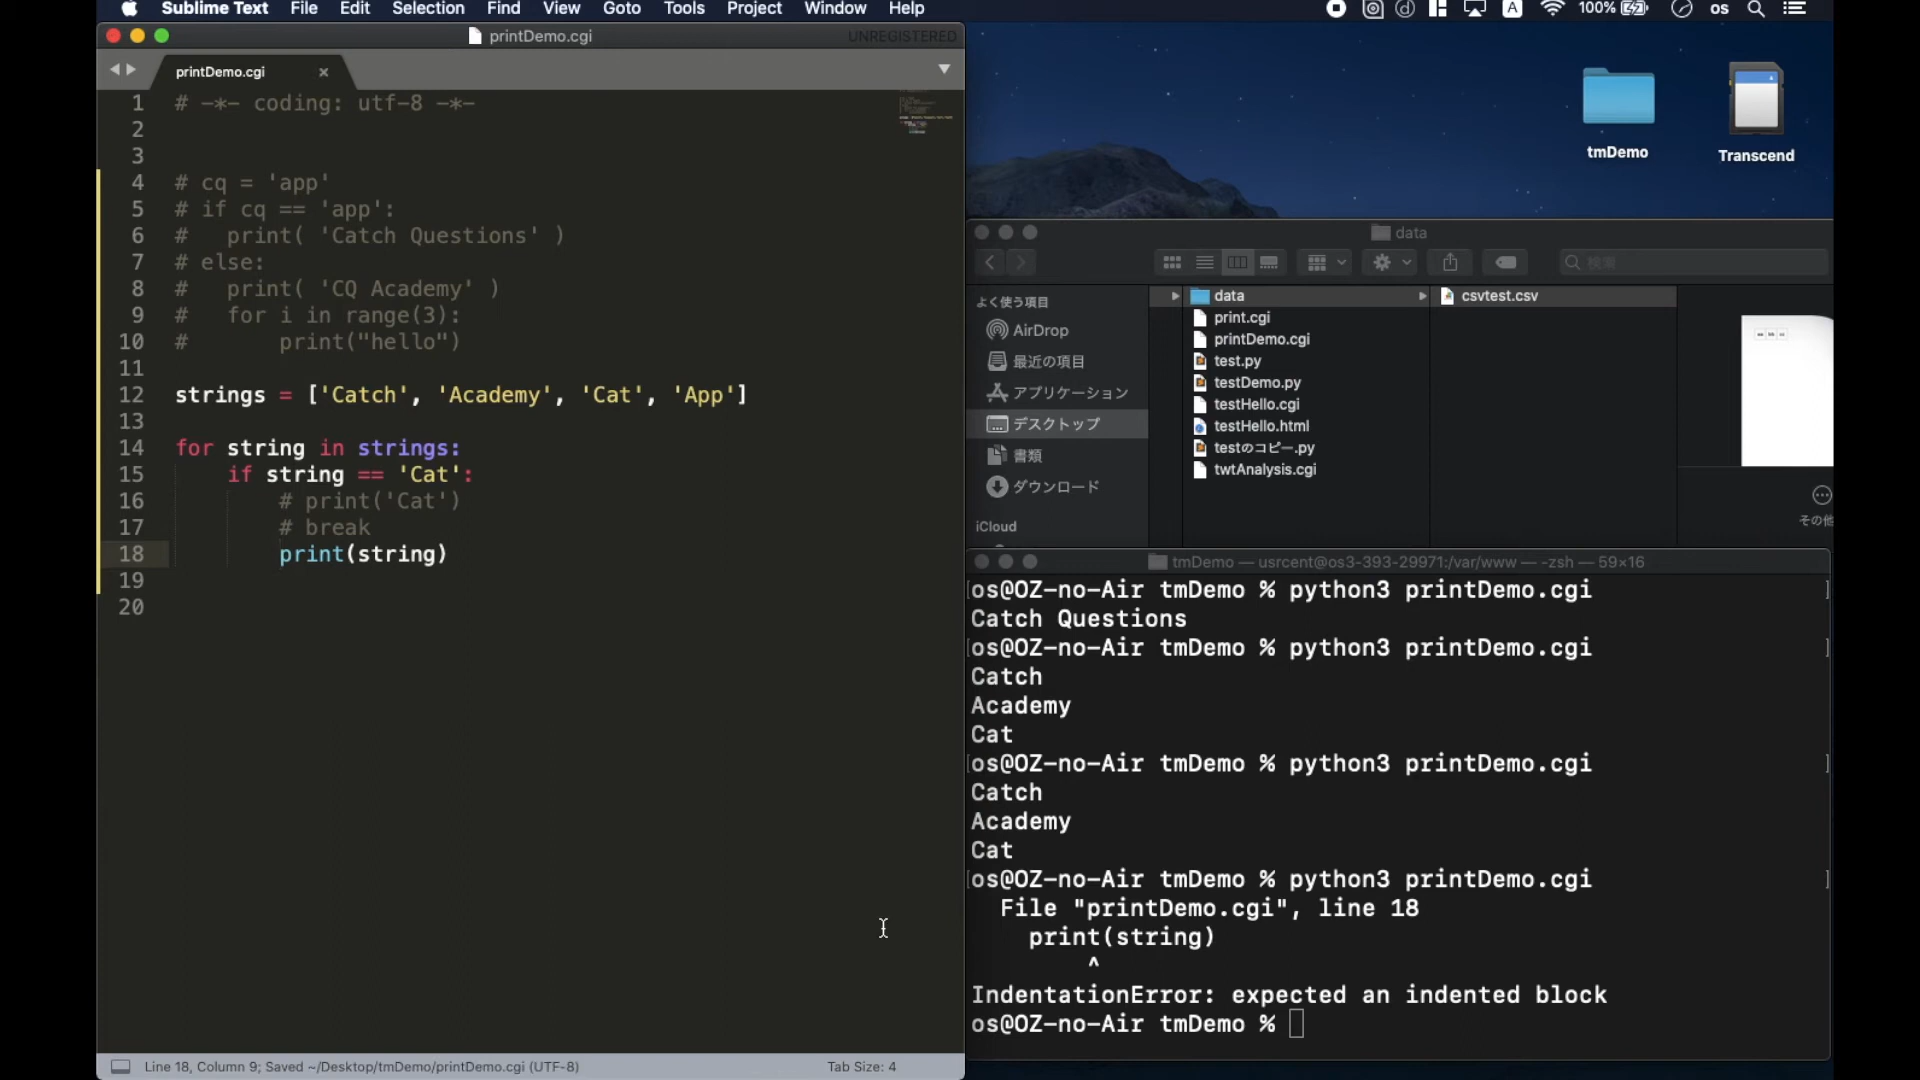 Sublime Text File Edit Selection Find View Goto Tools Project Window Help
A 100% os
printDemo.cgi
UNREGISTERED
printDemo.cgi ×
1 # -*- coding: utf-8 -*-
2
3
4 # cq = 'app'
5 # if cq == 'app':
6 #   print( 'Catch Questions' )
7 # else:
8 #   print( 'CQ Academy' )
9 #   for i in range(3):
10 #       print("hello")
11
12 strings = ['Catch', 'Academy', 'Cat', 'App']
13
14 for string in strings:
15     if string == 'Cat':
16         # print('Cat')
17         # break
18         print(string)
19
20
Line 18, Column 9; Saved ~/Desktop/tmDemo/printDemo.cgi (UTF-8)
Tab Size: 4
tmDemo
Transcend
data
検索
よく使う項目
AirDrop
最近の項目
アプリケーション
デスクトップ
書類
ダウンロード
iCloud
data
print.cgi
printDemo.cgi
test.py
testDemo.py
testHello.cgi
testHello.html
testのコピー.py
twtAnalysis.cgi
csvtest.csv
その他
tmDemo — usrcent@os3-393-29971:/var/www — -zsh — 59×16
[os@OZ-no-Air tmDemo % python3 printDemo.cgi ]
Catch Questions
[os@OZ-no-Air tmDemo % python3 printDemo.cgi ]
Catch
Academy
Cat
[os@OZ-no-Air tmDemo % python3 printDemo.cgi ]
Catch
Academy
Cat
[os@OZ-no-Air tmDemo % python3 printDemo.cgi ]
  File "printDemo.cgi", line 18
    print(string)
        ^
IndentationError: expected an indented block
os@OZ-no-Air tmDemo %